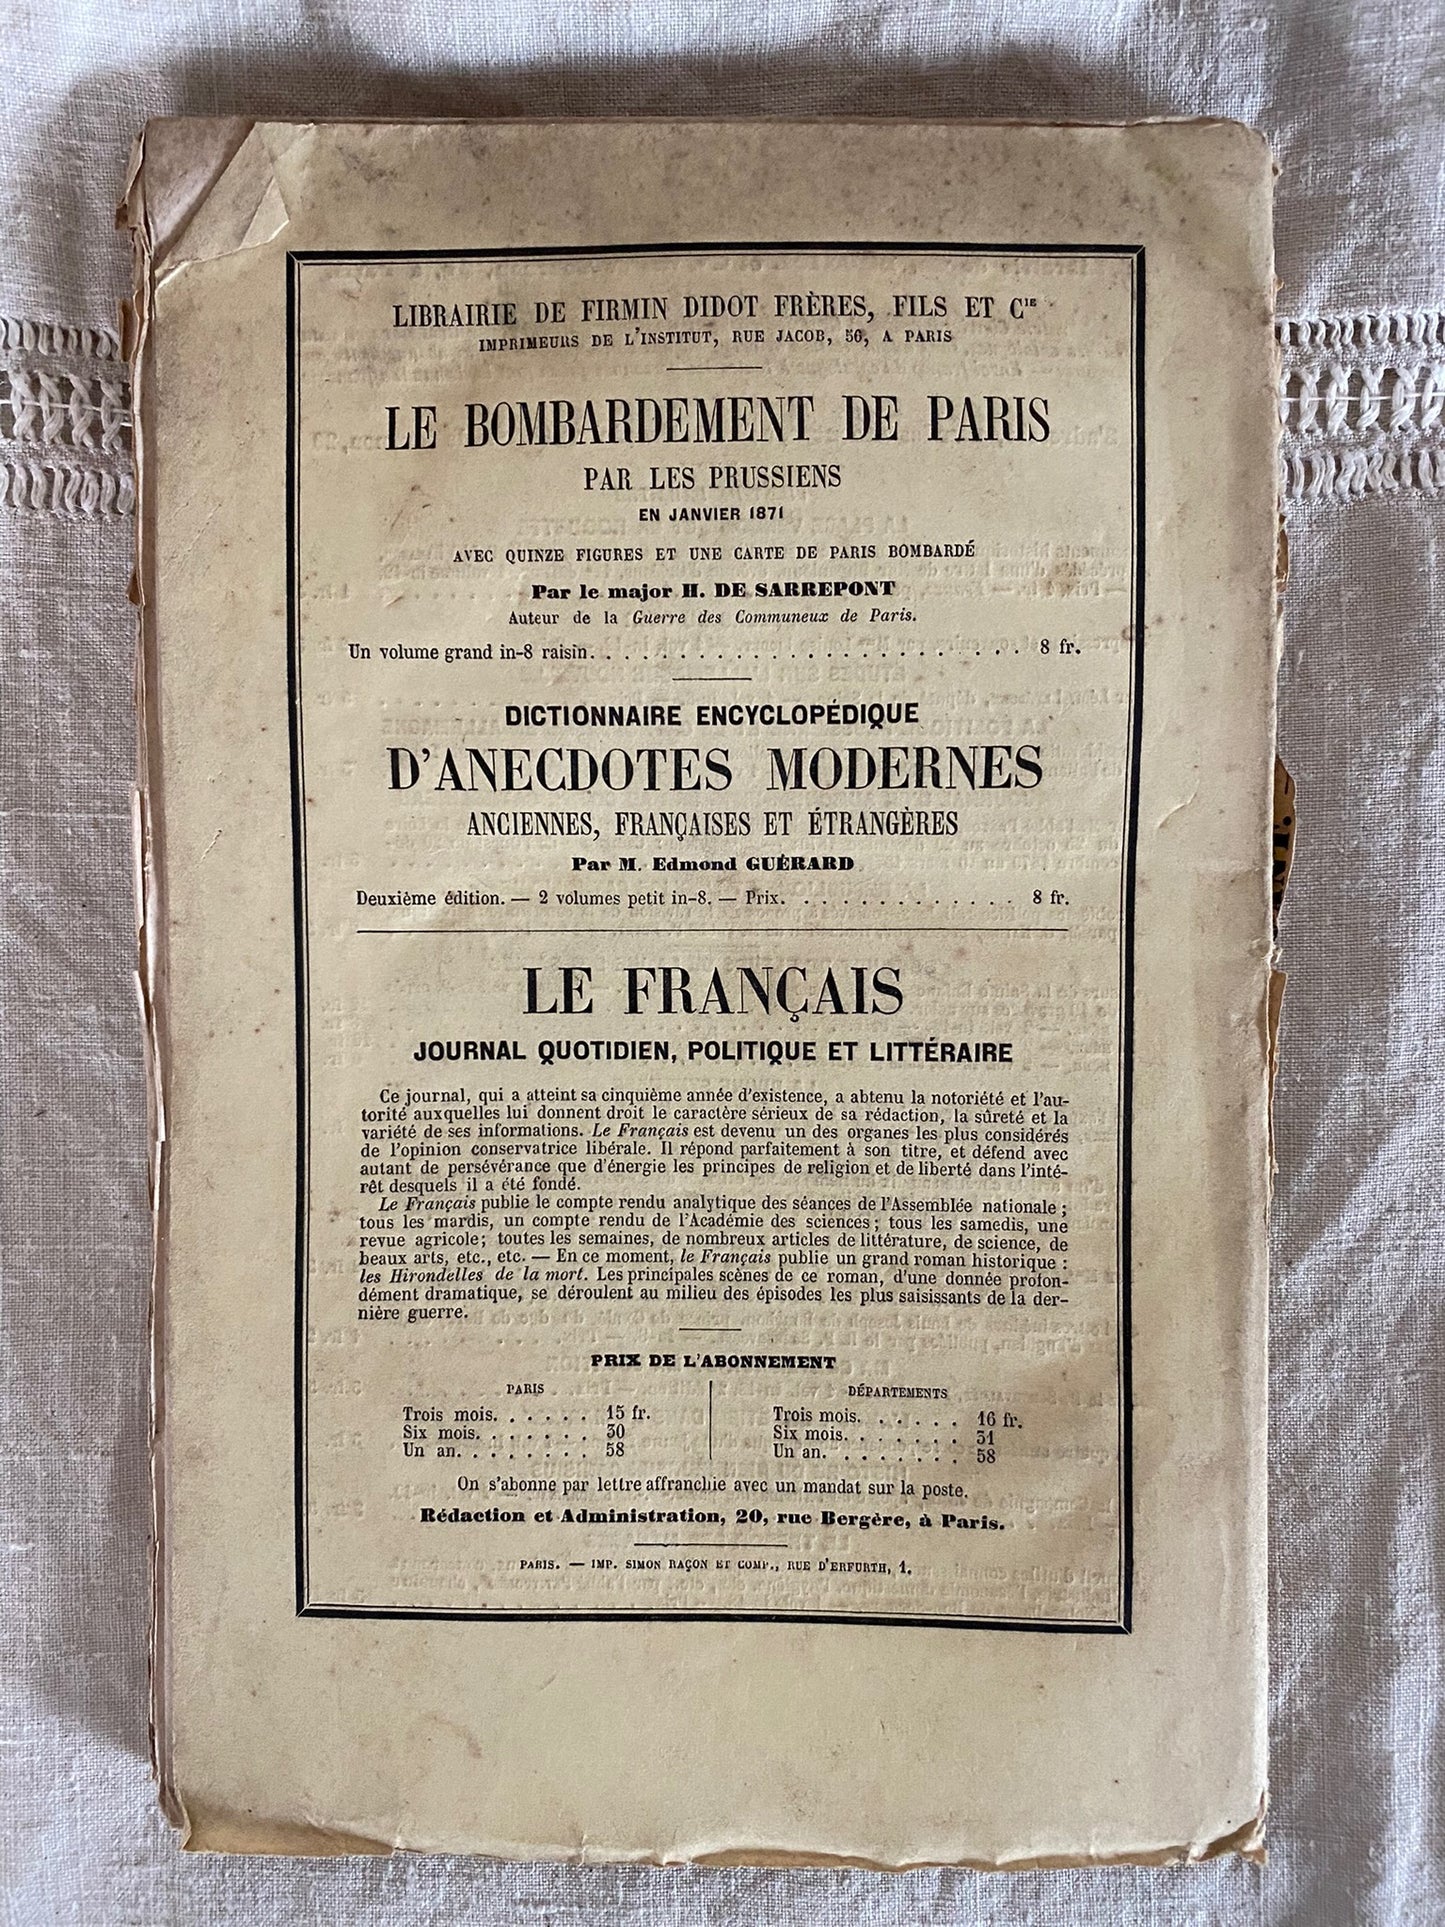 LIBRAIRIE DE FIRMIN DIDOT FRÈRES, FILS ET Cie
IMPRIMEURS DE L'INSTITUT, RUE JACOB, 56, A PARIS
LE BOMBARDEMENT DE PARIS
PAR LES PRUSSIENS
EN JANVIER 1871
AVEC QUINZE FIGURES ET UNE CARTE DE PARIS BOMBARDÉ
Par le major H. DE SARREPONT
Auteur de la Guerre des Communeux de Paris.
Un volume grand in-8 raisin. . . . . . . . . . . . . . . . . . . . . . . . 8 fr.
DICTIONNAIRE ENCYCLOPÉDIQUE
D'ANECDOTES MODERNES
ANCIENNES, FRANÇAISES ET ÉTRANGÈRES
Par M. Edmond GUÉRARD
Deuxième édition. — 2 volumes petit in-8. — Prix. . . . . . . . . . . . . 8 fr.
LE FRANÇAIS
JOURNAL QUOTIDIEN, POLITIQUE ET LITTÉRAIRE
Ce journal, qui a atteint sa cinquième année d'existence, a abtenu la notoriété et l'au-
torité auxquelles lui donnent droit le caractère sérieux de sa rédaction, la sûreté et la
variété de ses informations. Le Français est devenu un des organes les plus considérés
de l'opinion conservatrice libérale. Il répond parfaitement à son titre, et défend avec
autant de persévérance que d'énergie les principes de religion et de liberté dans l'inté-
rêt desquels il a été fondé.
Le Français publie le compte rendu analytique des séances de l'Assemblée nationale ;
tous les mardis, un compte rendu de l'Académie des sciences ; tous les samedis, une
revue agricole; toutes les semaines, de nombreux articles de littérature, de science, de
beaux arts, etc., etc. — En ce moment, le Français publie un grand roman historique :
les Hirondelles de la mort. Les principales scènes de ce roman, d'une donnée profon-
dément dramatique, se déroulent au milieu des épisodes les plus saisissants de la der-
nière guerre.
PRIX DE L'ABONNEMENT
PARIS
Trois mois. . . . . . 15 fr.
Six mois. . . . . . . 30
Un an. . . . . . . . 58
DÉPARTEMENTS
Trois mois. . . . . . 16 fr.
Six mois. . . . . . . 31
Un an. . . . . . . . 58
On s'abonne par lettre affranchie avec un mandat sur la poste.
Rédaction et Administration, 20, rue Bergère, à Paris.
PARIS. — IMP. SIMON RAÇON ET COMP., RUE D'ERFURTH, 1.